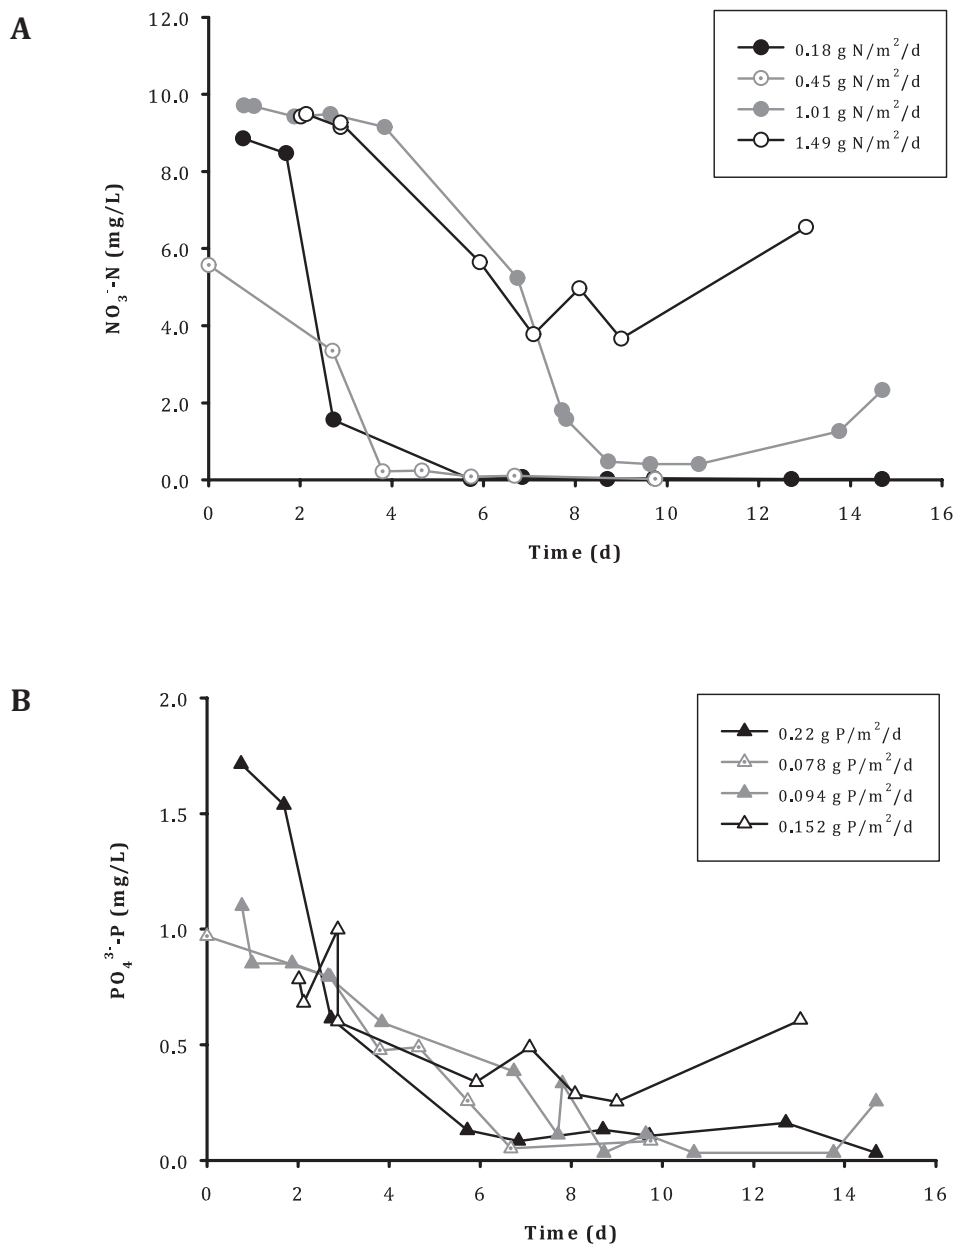 A
12.0
10.0
8.0
6.0
4.0
2.0
0.0
NO₃⁻-N (mg/L)
0 2 4 6 8 10 12 14 16
Time (d)
0.18 g N/m²/d
0.45 g N/m²/d
1.01 g N/m²/d
1.49 g N/m²/d
B
2.0
1.5
1.0
0.5
0.0
PO₄³⁻-P (mg/L)
0 2 4 6 8 10 12 14 16
Time (d)
0.22 g P/m²/d
0.078 g P/m²/d
0.094 g P/m²/d
0.152 g P/m²/d